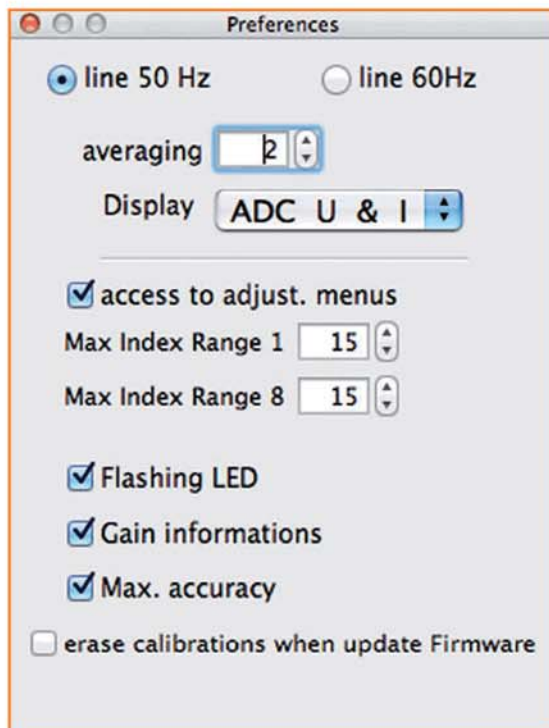 Preferences
line 50 Hz line 60Hz
averaging 2
Display ADC U & I
access to adjust. menus
Max Index Range 1 15
Max Index Range 8 15
Flashing LED
Gain informations
Max. accuracy
erase calibrations when update Firmware